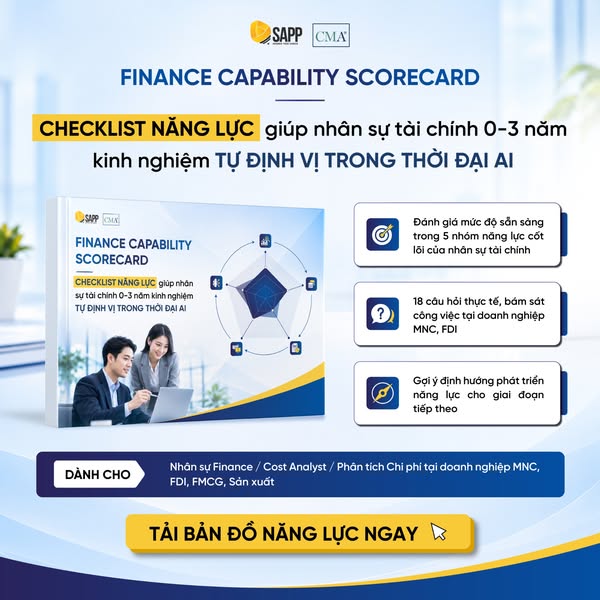 SAPP
CMA
FINANCE CAPABILITY SCORECARD
CHECKLIST NĂNG LỰC giúp nhân sự tài chính 0-3 năm
kinh nghiệm TỰ ĐỊNH VỊ TRONG THỜI ĐẠI AI
SAPP
CMA
FINANCE CAPABILITY
SCORECARD
CHECKLIST NĂNG LỰC giúp nhân
sự tài chính 0-3 năm kinh nghiệm
TỰ ĐỊNH VỊ TRONG THỜI ĐẠI AI
Đánh giá mức độ sẵn sàng
trong 5 nhóm năng lực cốt
lõi của nhân sự tài chính
18 câu hỏi thực tế, bám sát
công việc tại doanh nghiệp
MNC, FDI
Gợi ý định hướng phát triển
năng lực cho giai đoạn
tiếp theo
DÀNH CHO
Nhân sự Finance / Cost Analyst / Phân tích Chi phí tại doanh nghiệp MNC,
FDI, FMCG, Sản xuất
TẢI BẢN ĐỒ NĂNG LỰC NGAY